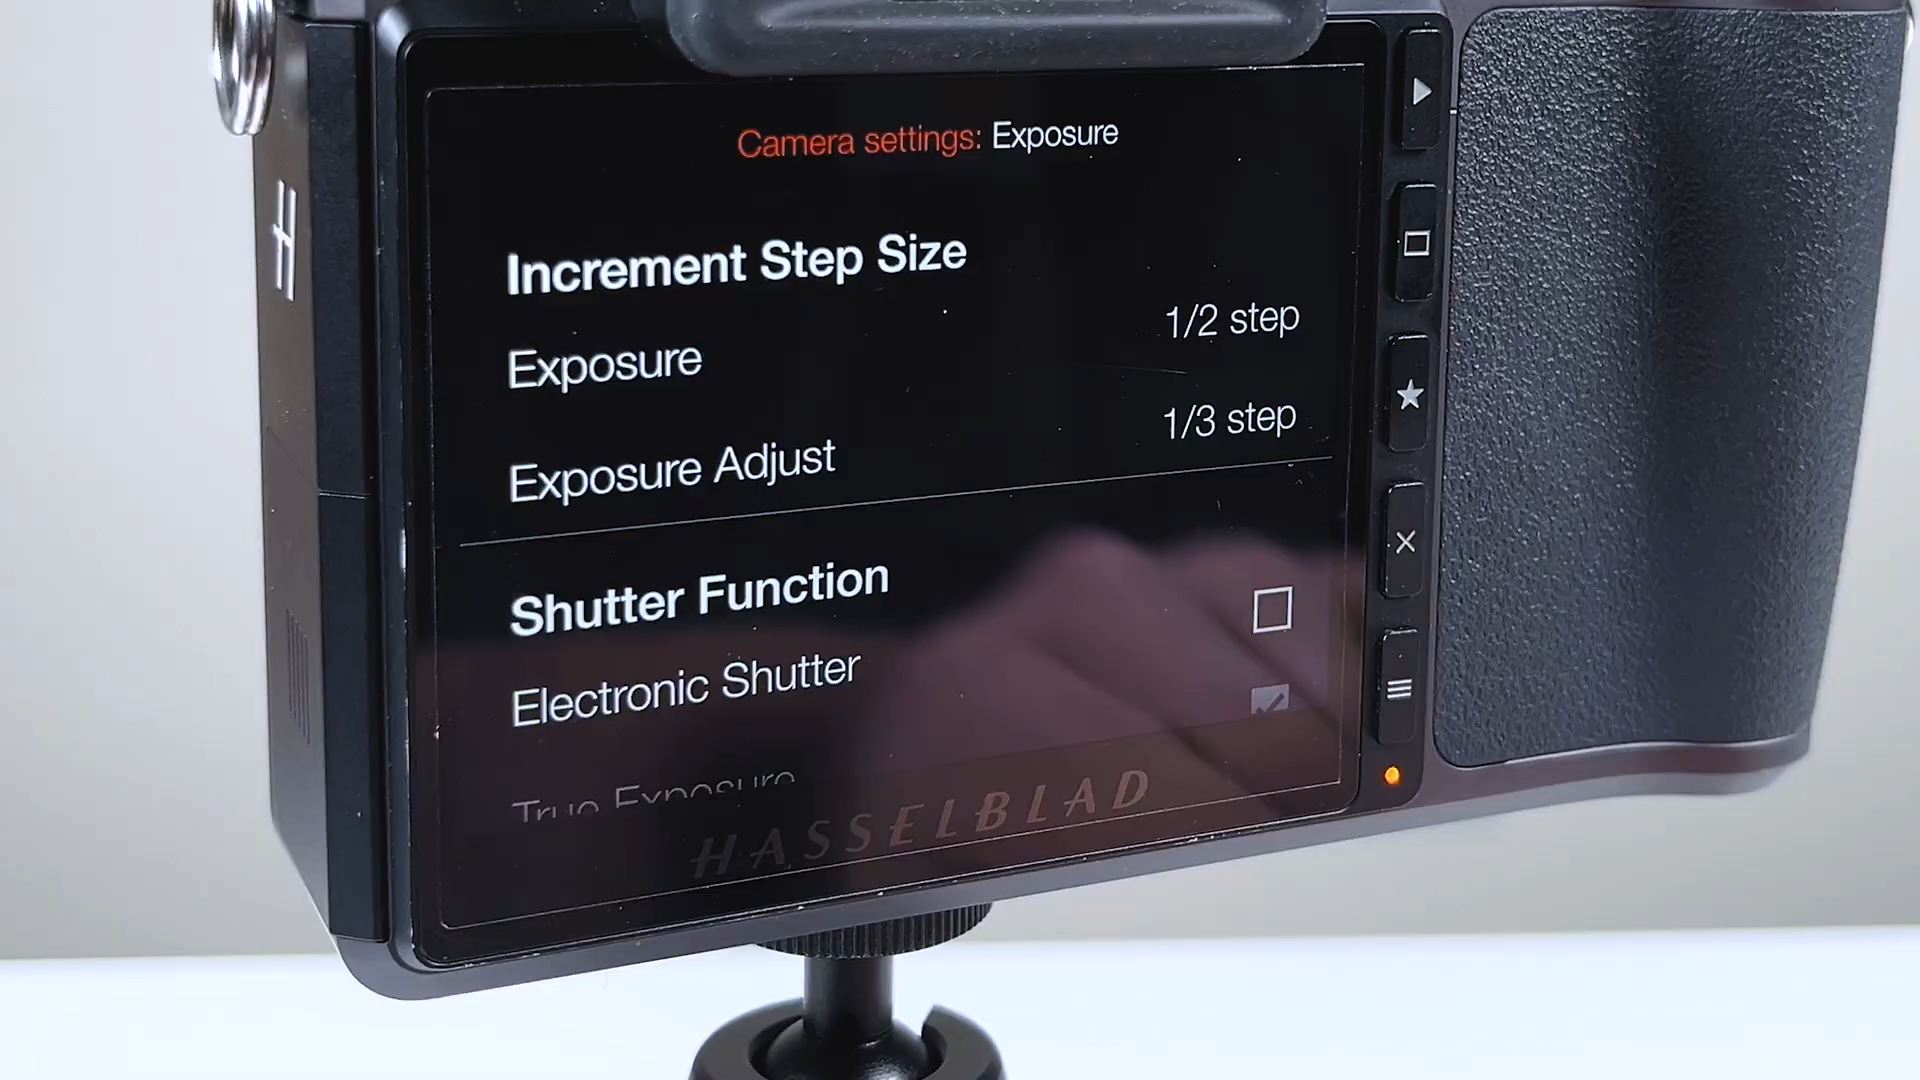 Camera settings: Exposure
Increment Step Size
Exposure 1/2 step
Exposure Adjust 1/3 step
Shutter Function
Electronic Shutter
True Exposure
HASSELBLAD
H